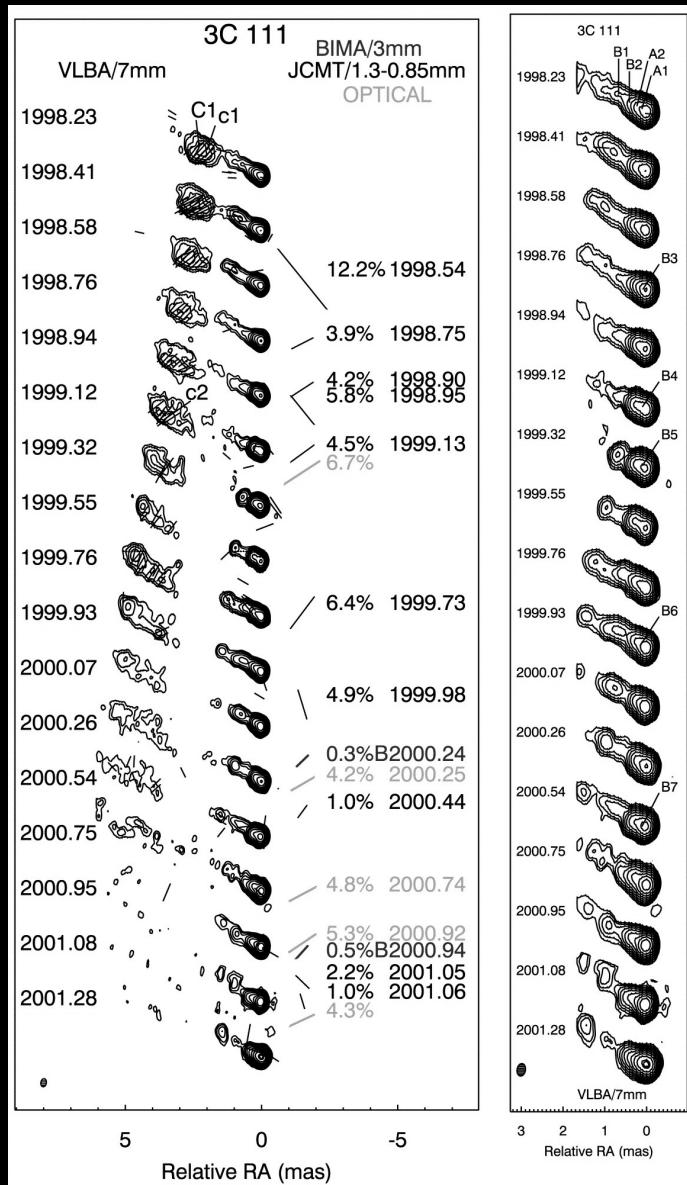 3C 111
BIMA/3mm
VLBA/7mm
JCMT/1.3-0.85mm
OPTICAL
1998.23
C1 c1
1998.41
1998.58
12.2% 1998.54
1998.76
3.9% 1998.75
1998.94
4.2% 1998.90
5.8% 1998.95
1999.12
c2
4.5% 1999.13
1999.32
6.7%
1999.55
1999.76
6.4% 1999.73
1999.93
2000.07
4.9% 1999.98
2000.26
0.3%B2000.24
2000.54
4.2% 2000.25
1.0% 2000.44
2000.75
2000.95
4.8% 2000.74
5.3% 2000.92
2001.08
0.5%B2000.94
2.2% 2001.05
2001.28
1.0% 2001.06
4.3%
5 0 -5
Relative RA (mas)
3C 111
B1 A2
B2 A1
1998.23
1998.41
1998.58
1998.76 B3
1998.94
1999.12 B4
1999.32 B5
1999.55
1999.76
1999.93 B6
2000.07
2000.26
2000.54 B7
2000.75
2000.95
2001.08
2001.28
VLBA/7mm
3 2 1 0
Relative RA (mas)